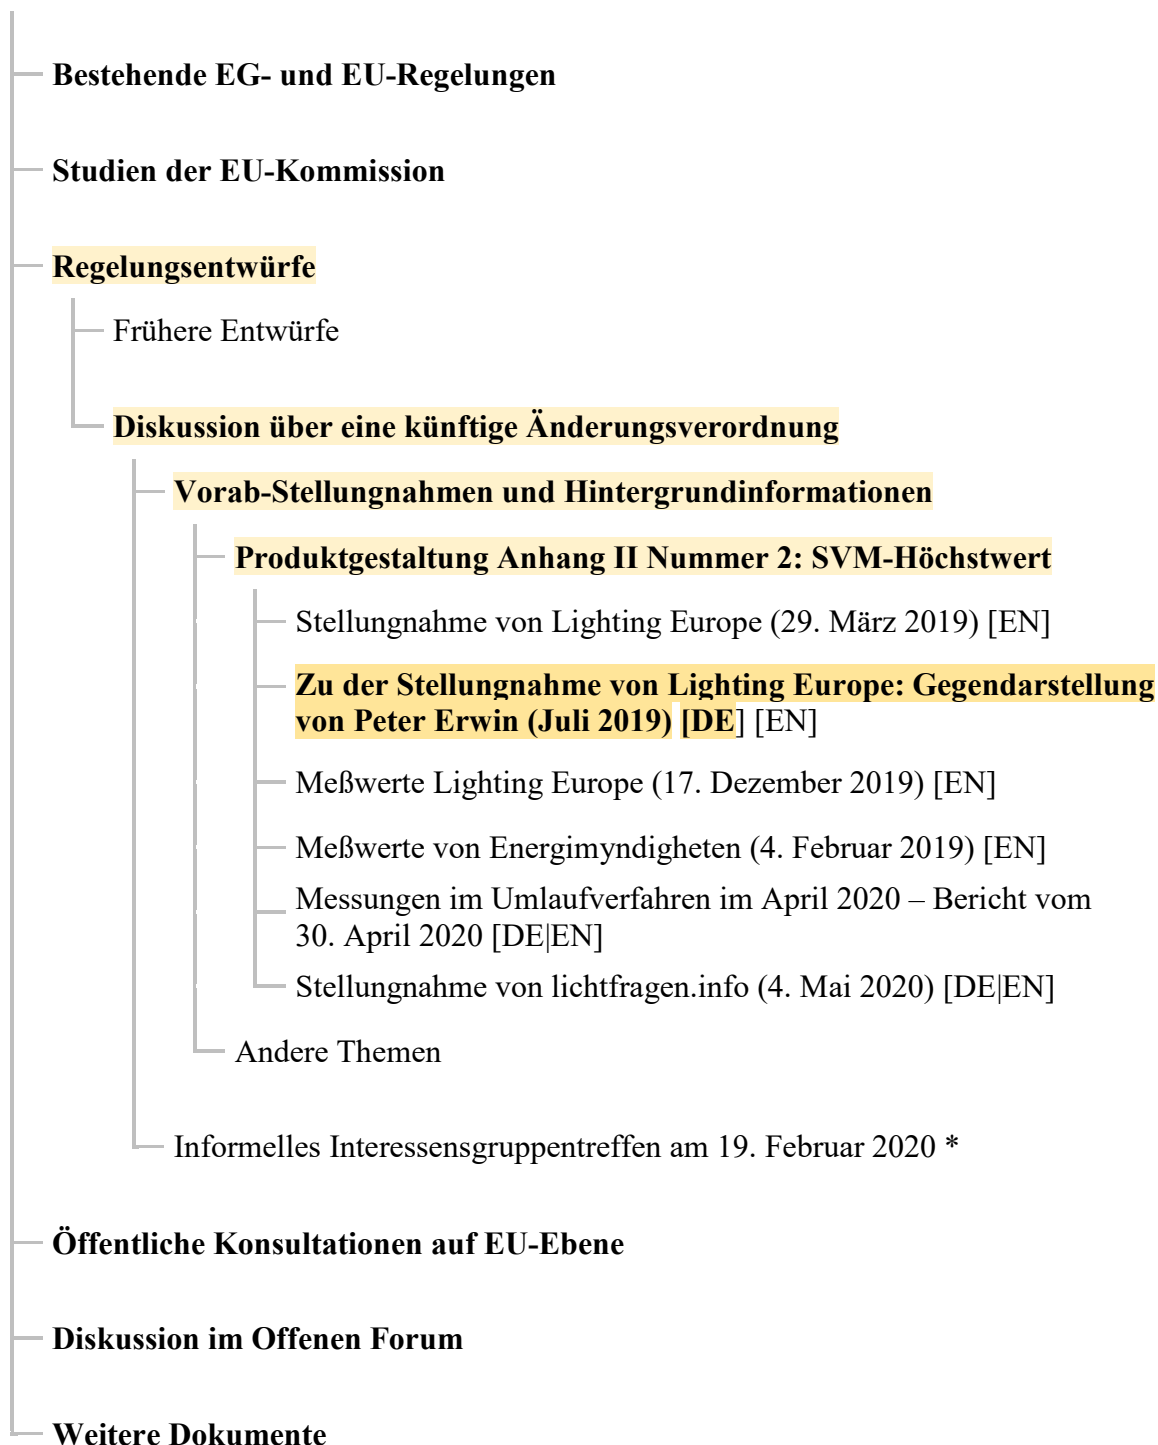 Bestehende EG- und EU-Regelungen
Studien der EU-Kommission
Regelungsentwürfe
Frühere Entwürfe
Diskussion über eine künftige Änderungsverordnung
Vorab-Stellungnahmen und Hintergrundinformationen
Produktgestaltung Anhang II Nummer 2: SVM-Höchstwert
Stellungnahme von Lighting Europe (29. März 2019) [EN]
Zu der Stellungnahme von Lighting Europe: Gegendarstellung
von Peter Erwin (Juli 2019) [DE] [EN]
Meßwerte Lighting Europe (17. Dezember 2019) [EN]
Meßwerte von Energimyndigheten (4. Februar 2019) [EN]
Messungen im Umlaufverfahren im April 2020 – Bericht vom
30. April 2020 [DE|EN]
Stellungnahme von lichtfragen.info (4. Mai 2020) [DE|EN]
Andere Themen
Informelles Interessensgruppentreffen am 19. Februar 2020 *
Öffentliche Konsultationen auf EU-Ebene
Diskussion im Offenen Forum
Weitere Dokumente